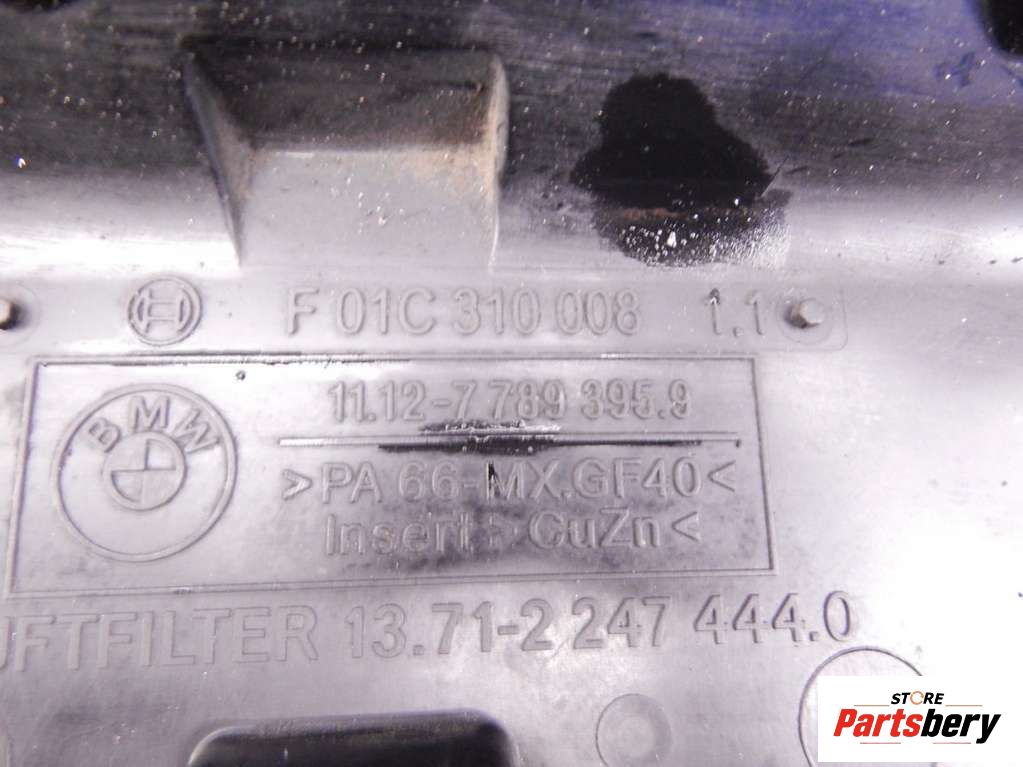 F 01C 310 008 1.1
BMW
11.12-7 789 395.9
>PA 66-MX.GF40<
Insert > CuZn<
UFTFILTER 13.71-2 247 444.0
STORE
Partsbery